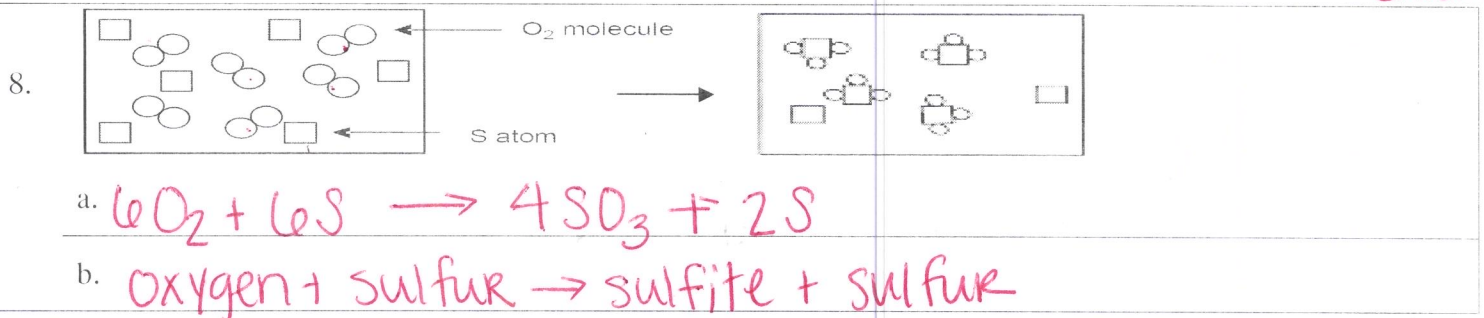 O₂ molecule
8.
S atom
a. 6O₂ + 6S → 4SO₃ + 2S
b. oxygen + sulfur → sulfite + sulfur